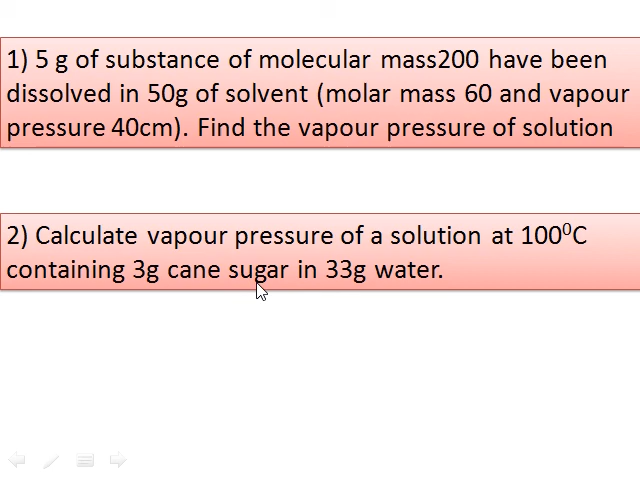 1) 5 g of substance of molecular mass200 have been
dissolved in 50g of solvent (molar mass 60 and vapour
pressure 40cm). Find the vapour pressure of solution
2) Calculate vapour pressure of a solution at 100⁰C
containing 3g cane sugar in 33g water.